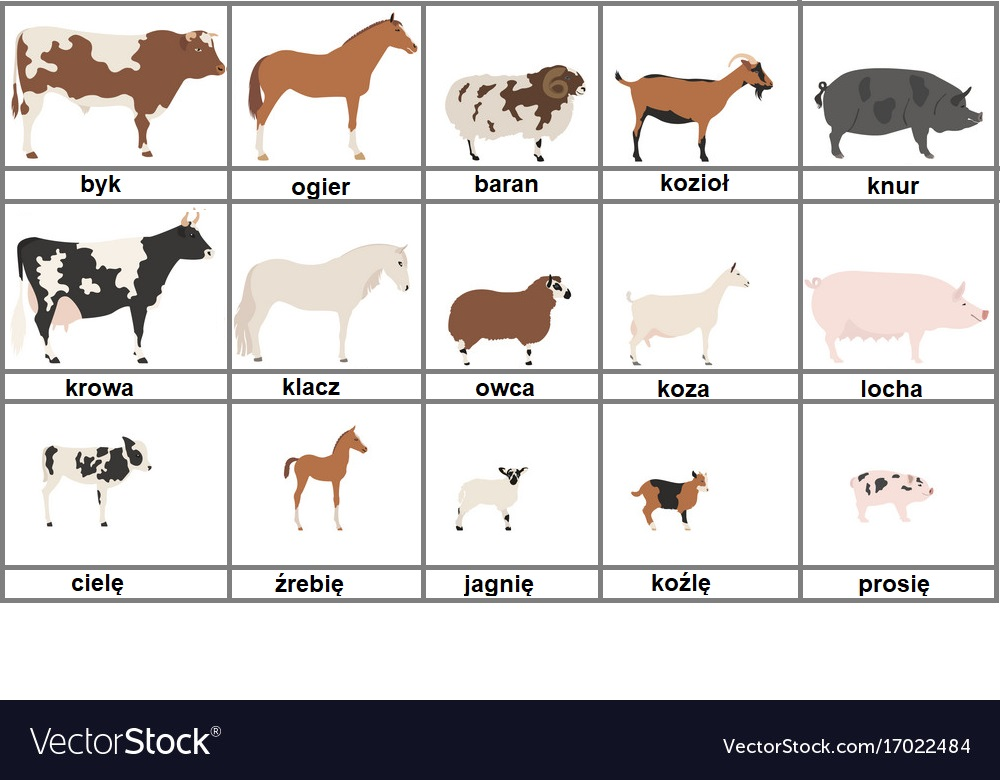 byk ogier baran kozioł knur
krowa klacz owca koza locha
cielę źrebię jagnię koźlę prosię
VectorStock® VectorStock.com/17022484